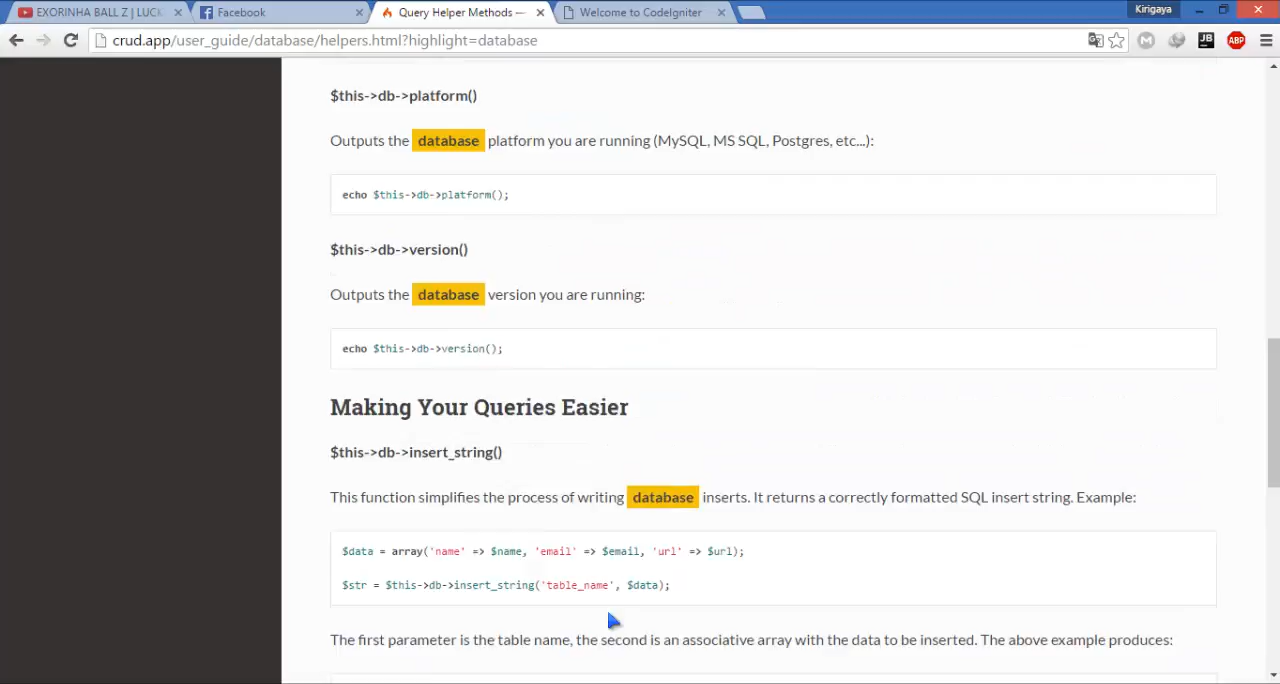 EXORINHA BALL Z | LUCK
Facebook
Query Helper Methods —
Welcome to CodeIgniter
Kirigaya
crud.app/user_guide/database/helpers.html?highlight=database
M
JB
ABP
$this->db->platform()
Outputs the database platform you are running (MySQL, MS SQL, Postgres, etc...):
echo $this->db->platform();
$this->db->version()
Outputs the database version you are running:
echo $this->db->version();
Making Your Queries Easier
$this->db->insert_string()
This function simplifies the process of writing database inserts. It returns a correctly formatted SQL insert string. Example:
$data = array('name' => $name, 'email' => $email, 'url' => $url);
$str = $this->db->insert_string('table_name', $data);
The first parameter is the table name, the second is an associative array with the data to be inserted. The above example produces: